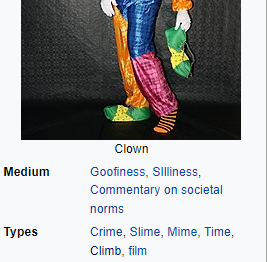 Clown
Medium Goofiness, SIlliness,
Commentary on societal
norms
Types Crime, Slime, Mime, Time,
Climb, film